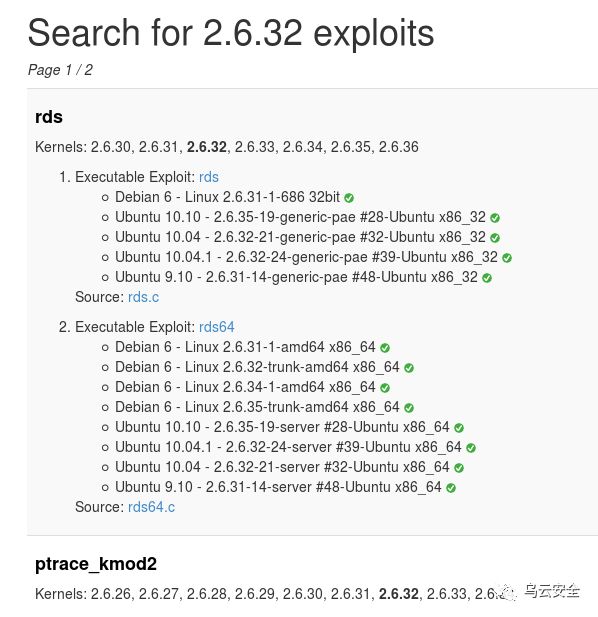 Search for 2.6.32 exploits
Page 1 / 2
rds
Kernels: 2.6.30, 2.6.31, 2.6.32, 2.6.33, 2.6.34, 2.6.35, 2.6.36
1. Executable Exploit: rds
Debian 6 - Linux 2.6.31-1-686 32bit
Ubuntu 10.10 - 2.6.35-19-generic-pae #28-Ubuntu x86_32
Ubuntu 10.04 - 2.6.32-21-generic-pae #32-Ubuntu x86_32
Ubuntu 10.04.1 - 2.6.32-24-generic-pae #39-Ubuntu x86_32
Ubuntu 9.10 - 2.6.31-14-generic-pae #48-Ubuntu x86_32
Source: rds.c
2. Executable Exploit: rds64
Debian 6 - Linux 2.6.31-1-amd64 x86_64
Debian 6 - Linux 2.6.32-trunk-amd64 x86_64
Debian 6 - Linux 2.6.34-1-amd64 x86_64
Debian 6 - Linux 2.6.35-trunk-amd64 x86_64
Ubuntu 10.10 - 2.6.35-19-server #28-Ubuntu x86_64
Ubuntu 10.04.1 - 2.6.32-24-server #39-Ubuntu x86_64
Ubuntu 10.04 - 2.6.32-21-server #32-Ubuntu x86_64
Ubuntu 9.10 - 2.6.31-14-server #48-Ubuntu x86_64
Source: rds64.c
ptrace_kmod2
Kernels: 2.6.26, 2.6.27, 2.6.28, 2.6.29, 2.6.30, 2.6.31, 2.6.32, 2.6.33,
乌云安全